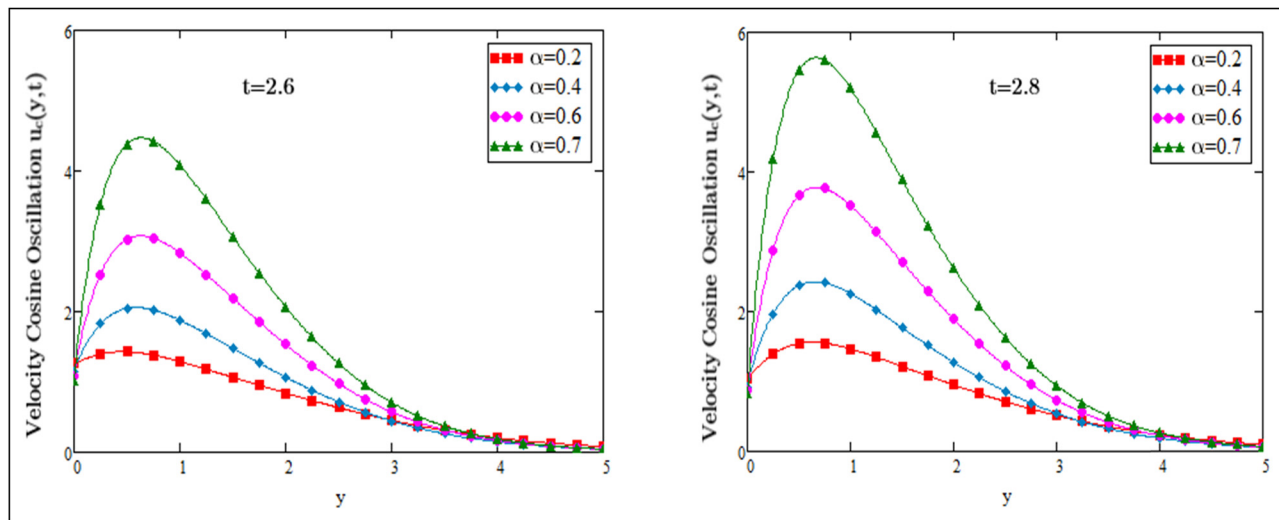 Velocity Cosine Oscillation u_c(y,t)
6
4
2
0
0 1 2 3 4 5
y
t=2.6
α=0.2
α=0.4
α=0.6
α=0.7
Velocity Cosine Oscillation u_c(y,t)
6
4
2
0
0 1 2 3 4 5
y
t=2.8
α=0.2
α=0.4
α=0.6
α=0.7